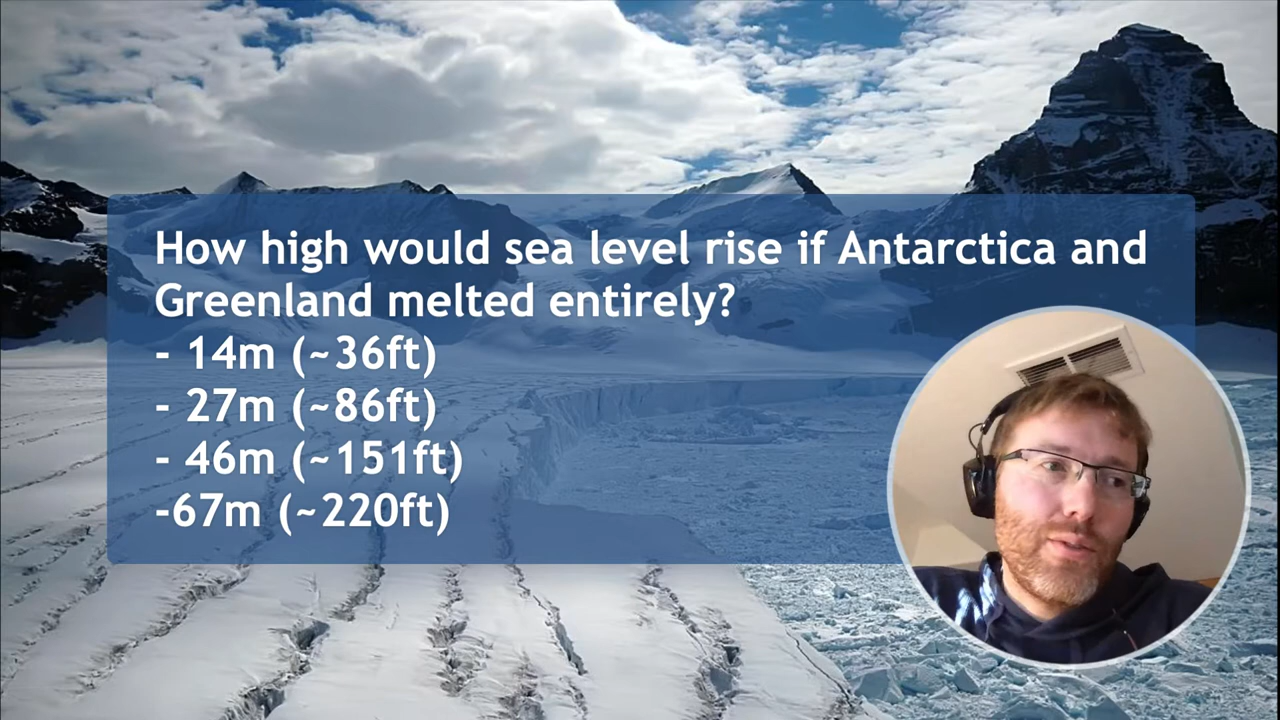 How high would sea level rise if Antarctica and
Greenland melted entirely?
- 14m (~36ft)
- 27m (~86ft)
- 46m (~151ft)
-67m (~220ft)